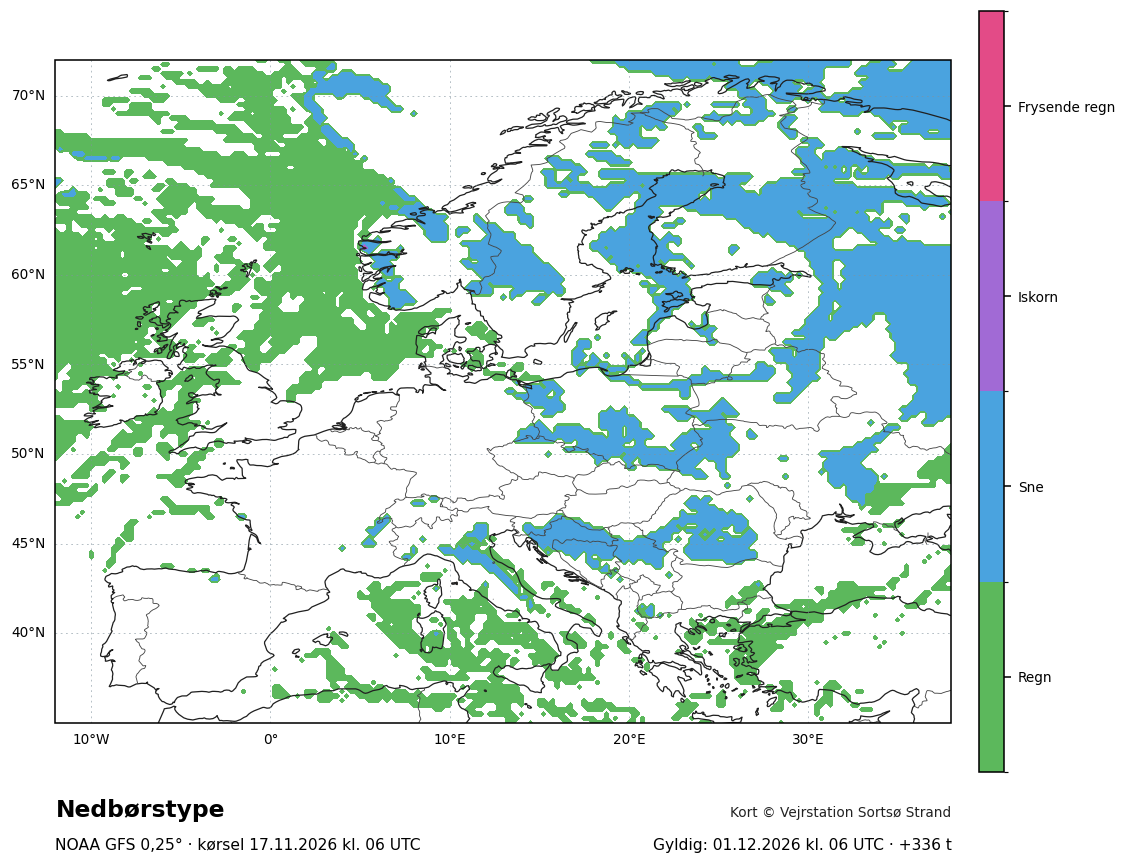 Frysende regn
Iskorn
Sne
Regn
70°N
65°N
60°N
55°N
50°N
45°N
40°N
10°W
0°
10°E
20°E
30°E
Nedbørstype
Kort © Vejrstation Sortsø Strand
NOAA GFS 0,25° · kørsel 17.11.2026 kl. 06 UTC
Gyldig: 01.12.2026 kl. 06 UTC · +336 t